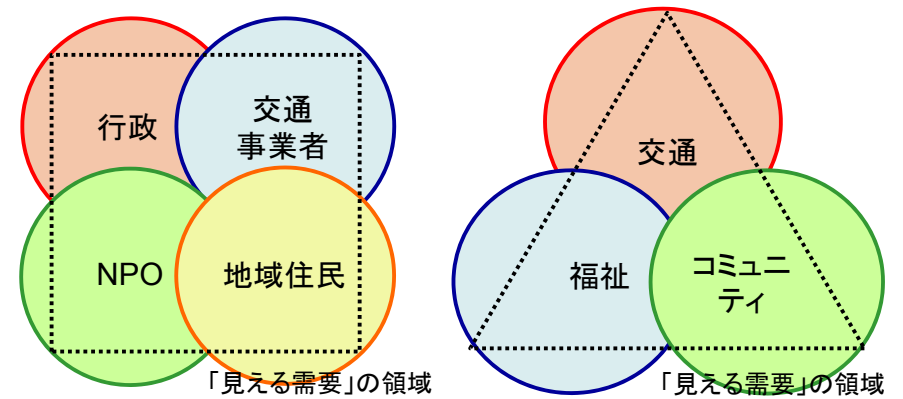 行政
交通
事業者
NPO
地域住民
「見える需要」の領域
交通
福祉
コミュニ
ティ
「見える需要」の領域